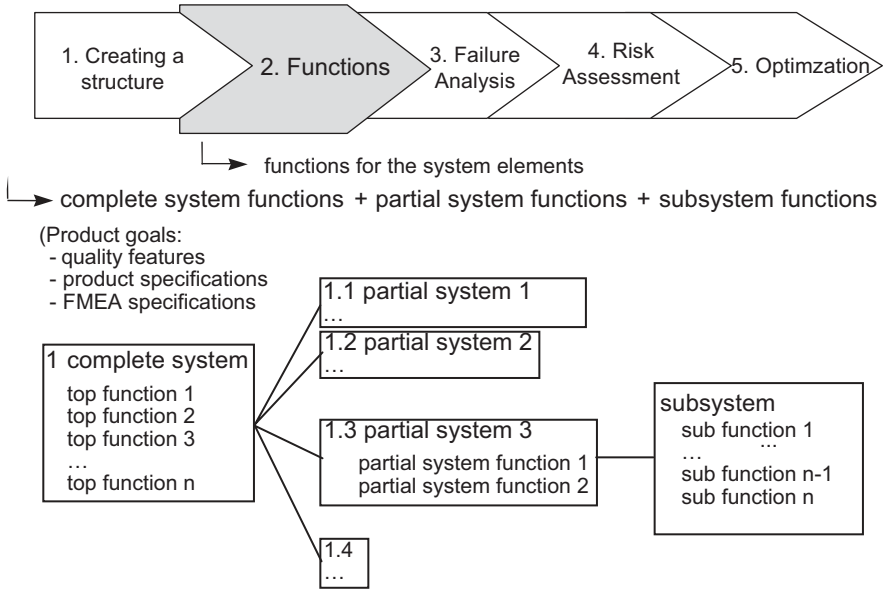 1. Creating a
structure
2. Functions
3. Failure
Analysis
4. Risk
Assessment
5. Optimzation
functions for the system elements
complete system functions + partial system functions + subsystem functions
(Product goals:
- quality features
- product specifications
- FMEA specifications
1 complete system
top function 1
top function 2
top function 3
...
top function n
1.1 partial system 1
...
1.2 partial system 2
...
1.3 partial system 3
partial system function 1
partial system function 2
1.4
...
subsystem
sub function 1
... ...
sub function n-1
sub function n